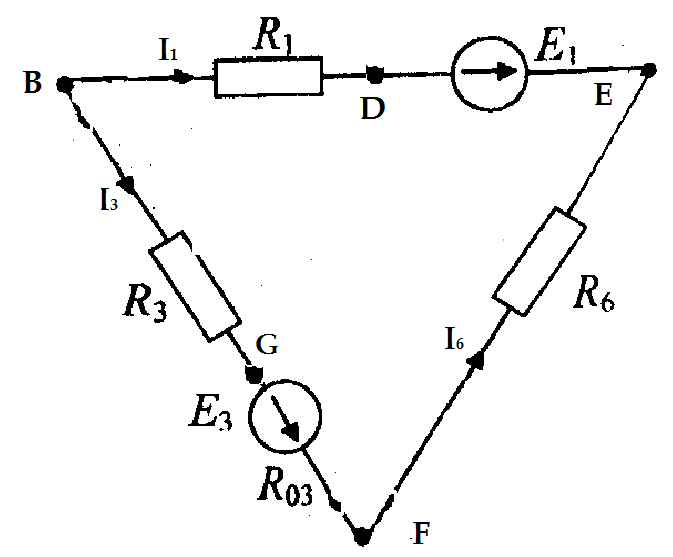 I₁ R₁ E₁
B D E
I₃
R₃ R₆
G I₆
E₃
R₀₃
F